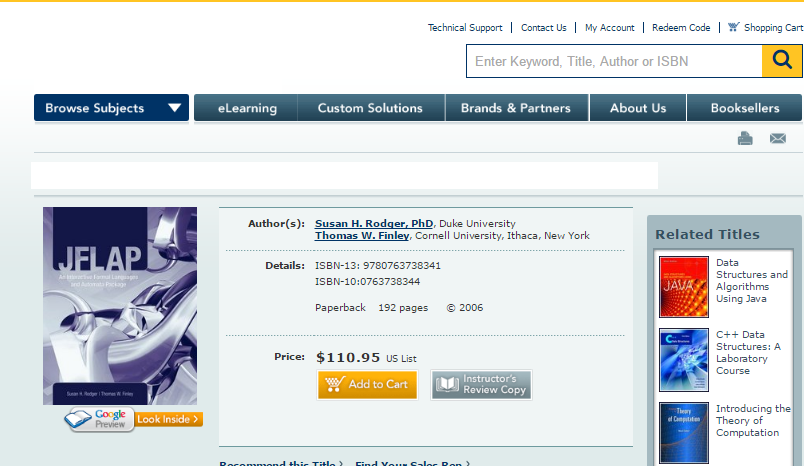 Technical Support | Contact Us | My Account | Redeem Code | Shopping Cart
Enter Keyword, Title, Author or ISBN
Browse Subjects eLearning Custom Solutions Brands & Partners About Us Booksellers
JFLAP
An Interactive Formal Languages
and Automata Package
Susan H. Rodger / Thomas W. Finley
Google
Preview
Look Inside >
Author(s): Susan H. Rodger, PhD, Duke University
Thomas W. Finley, Cornell University, Ithaca, New York
Details: ISBN-13: 9780763738341
ISBN-10:0763738344
Paperback 192 pages © 2006
Price: $110.95 US List
Add to Cart
Instructor's
Review Copy
Recommend this Title > Find Your Sales Rep >
Related Titles
JAVA
Data
Structures and
Algorithms
Using Java
C++ Data
Structures: A
Laboratory
Course
Theory of
Computation
Introducing the
Theory of
Computation